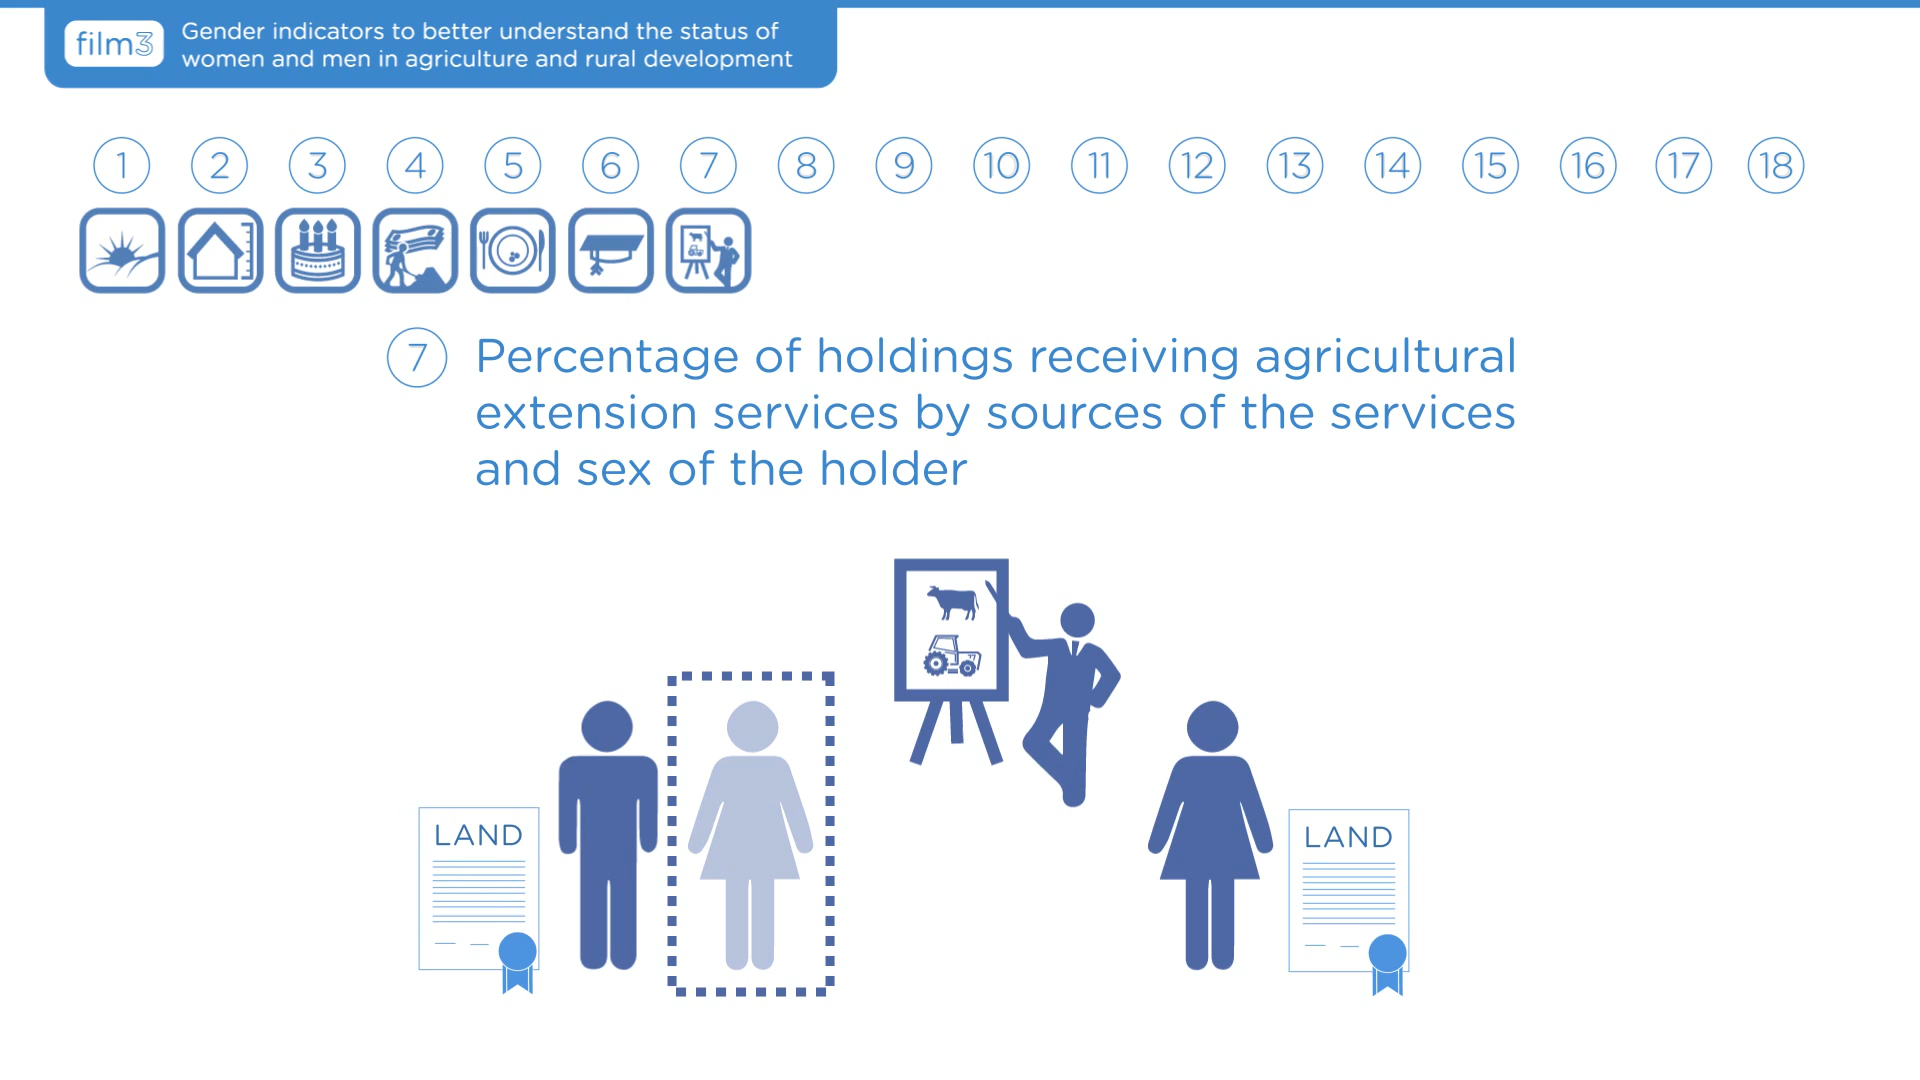 film3
Gender indicators to better understand the status of
women and men in agriculture and rural development
1 2 3 4 5 6 7 8 9 10 11 12 13 14 15 16 17 18
7 Percentage of holdings receiving agricultural
extension services by sources of the services
and sex of the holder
LAND
LAND